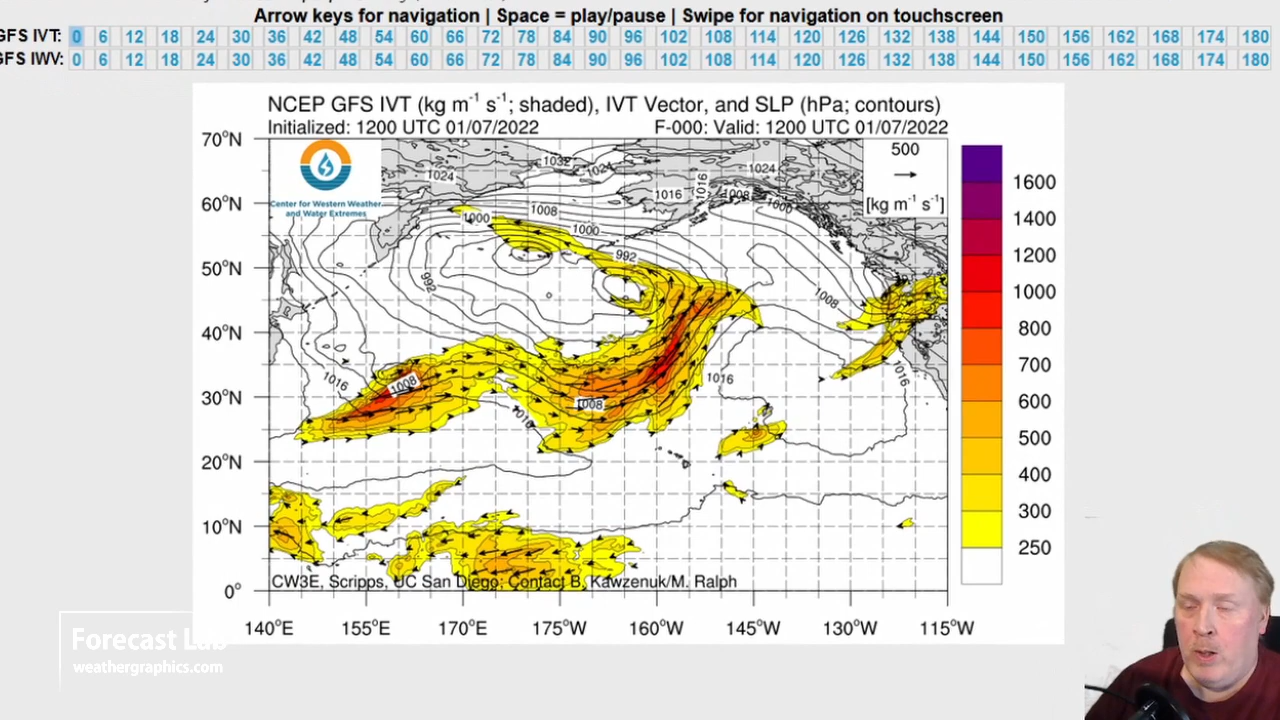 Arrow keys for navigation | Space = play/pause | Swipe for navigation on touchscreen
GFS IVT: 0 6 12 18 24 30 36 42 48 54 60 66 72 78 84 90 96 102 108 114 120 126 132 138 144 150 156 162 168 174 180
GFS IWV: 0 6 12 18 24 30 36 42 48 54 60 66 72 78 84 90 96 102 108 114 120 126 132 138 144 150 156 162 168 174 180
NCEP GFS IVT (kg m⁻¹ s⁻¹; shaded), IVT Vector, and SLP (hPa; contours)
Initialized: 1200 UTC 01/07/2022 F-000: Valid: 1200 UTC 01/07/2022
70°N
500
[kg m⁻¹ s⁻¹]
Center for Western Weather
and Water Extremes
1032
1024
1024
1024
1016
1016
1008
1000
60°N
1000
1008
1000
992
50°N
992
1008
40°N
1016
1008
1016
1016
30°N
1008
1016
20°N
10°N
0°
CW3E, Scripps, UC San Diego; Contact B. Kawzenuk/M. Ralph
140°E 155°E 170°E 175°W 160°W 145°W 130°W 115°W
1600
1400
1200
1000
800
700
600
500
400
300
250
Forecast Lab
weathergraphics.com